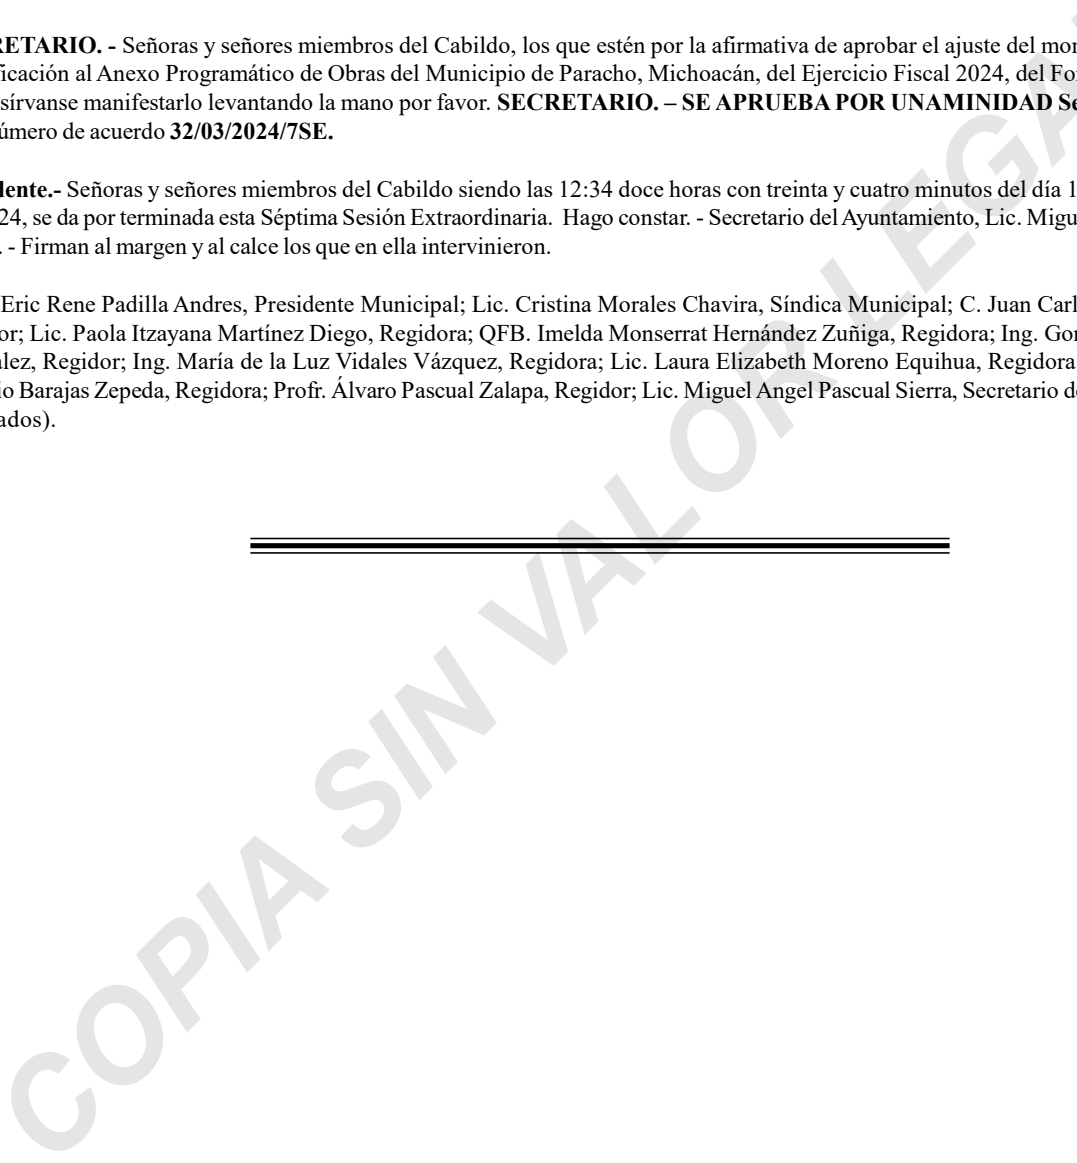 RETARIO. - Señoras y señores miembros del Cabildo, los que estén por la afirmativa de aprobar el ajuste del mon
ficación al Anexo Programático de Obras del Municipio de Paracho, Michoacán, del Ejercicio Fiscal 2024, del Fo
sírvanse manifestarlo levantando la mano por favor. SECRETARIO. – SE APRUEBA POR UNAMINIDAD Se
úmero de acuerdo 32/03/2024/7SE.
dente.- Señoras y señores miembros del Cabildo siendo las 12:34 doce horas con treinta y cuatro minutos del día 1
24, se da por terminada esta Séptima Sesión Extraordinaria. Hago constar. - Secretario del Ayuntamiento, Lic. Migu
. - Firman al margen y al calce los que en ella intervinieron.
Eric Rene Padilla Andres, Presidente Municipal; Lic. Cristina Morales Chavira, Síndica Municipal; C. Juan Carl
or; Lic. Paola Itzayana Martínez Diego, Regidora; QFB. Imelda Monserrat Hernández Zuñiga, Regidora; Ing. Gon
lez, Regidor; Ing. María de la Luz Vidales Vázquez, Regidora; Lic. Laura Elizabeth Moreno Equihua, Regidora
io Barajas Zepeda, Regidora; Profr. Álvaro Pascual Zalapa, Regidor; Lic. Miguel Angel Pascual Sierra, Secretario de
ados).
COPIA SIN VALOR LEGA